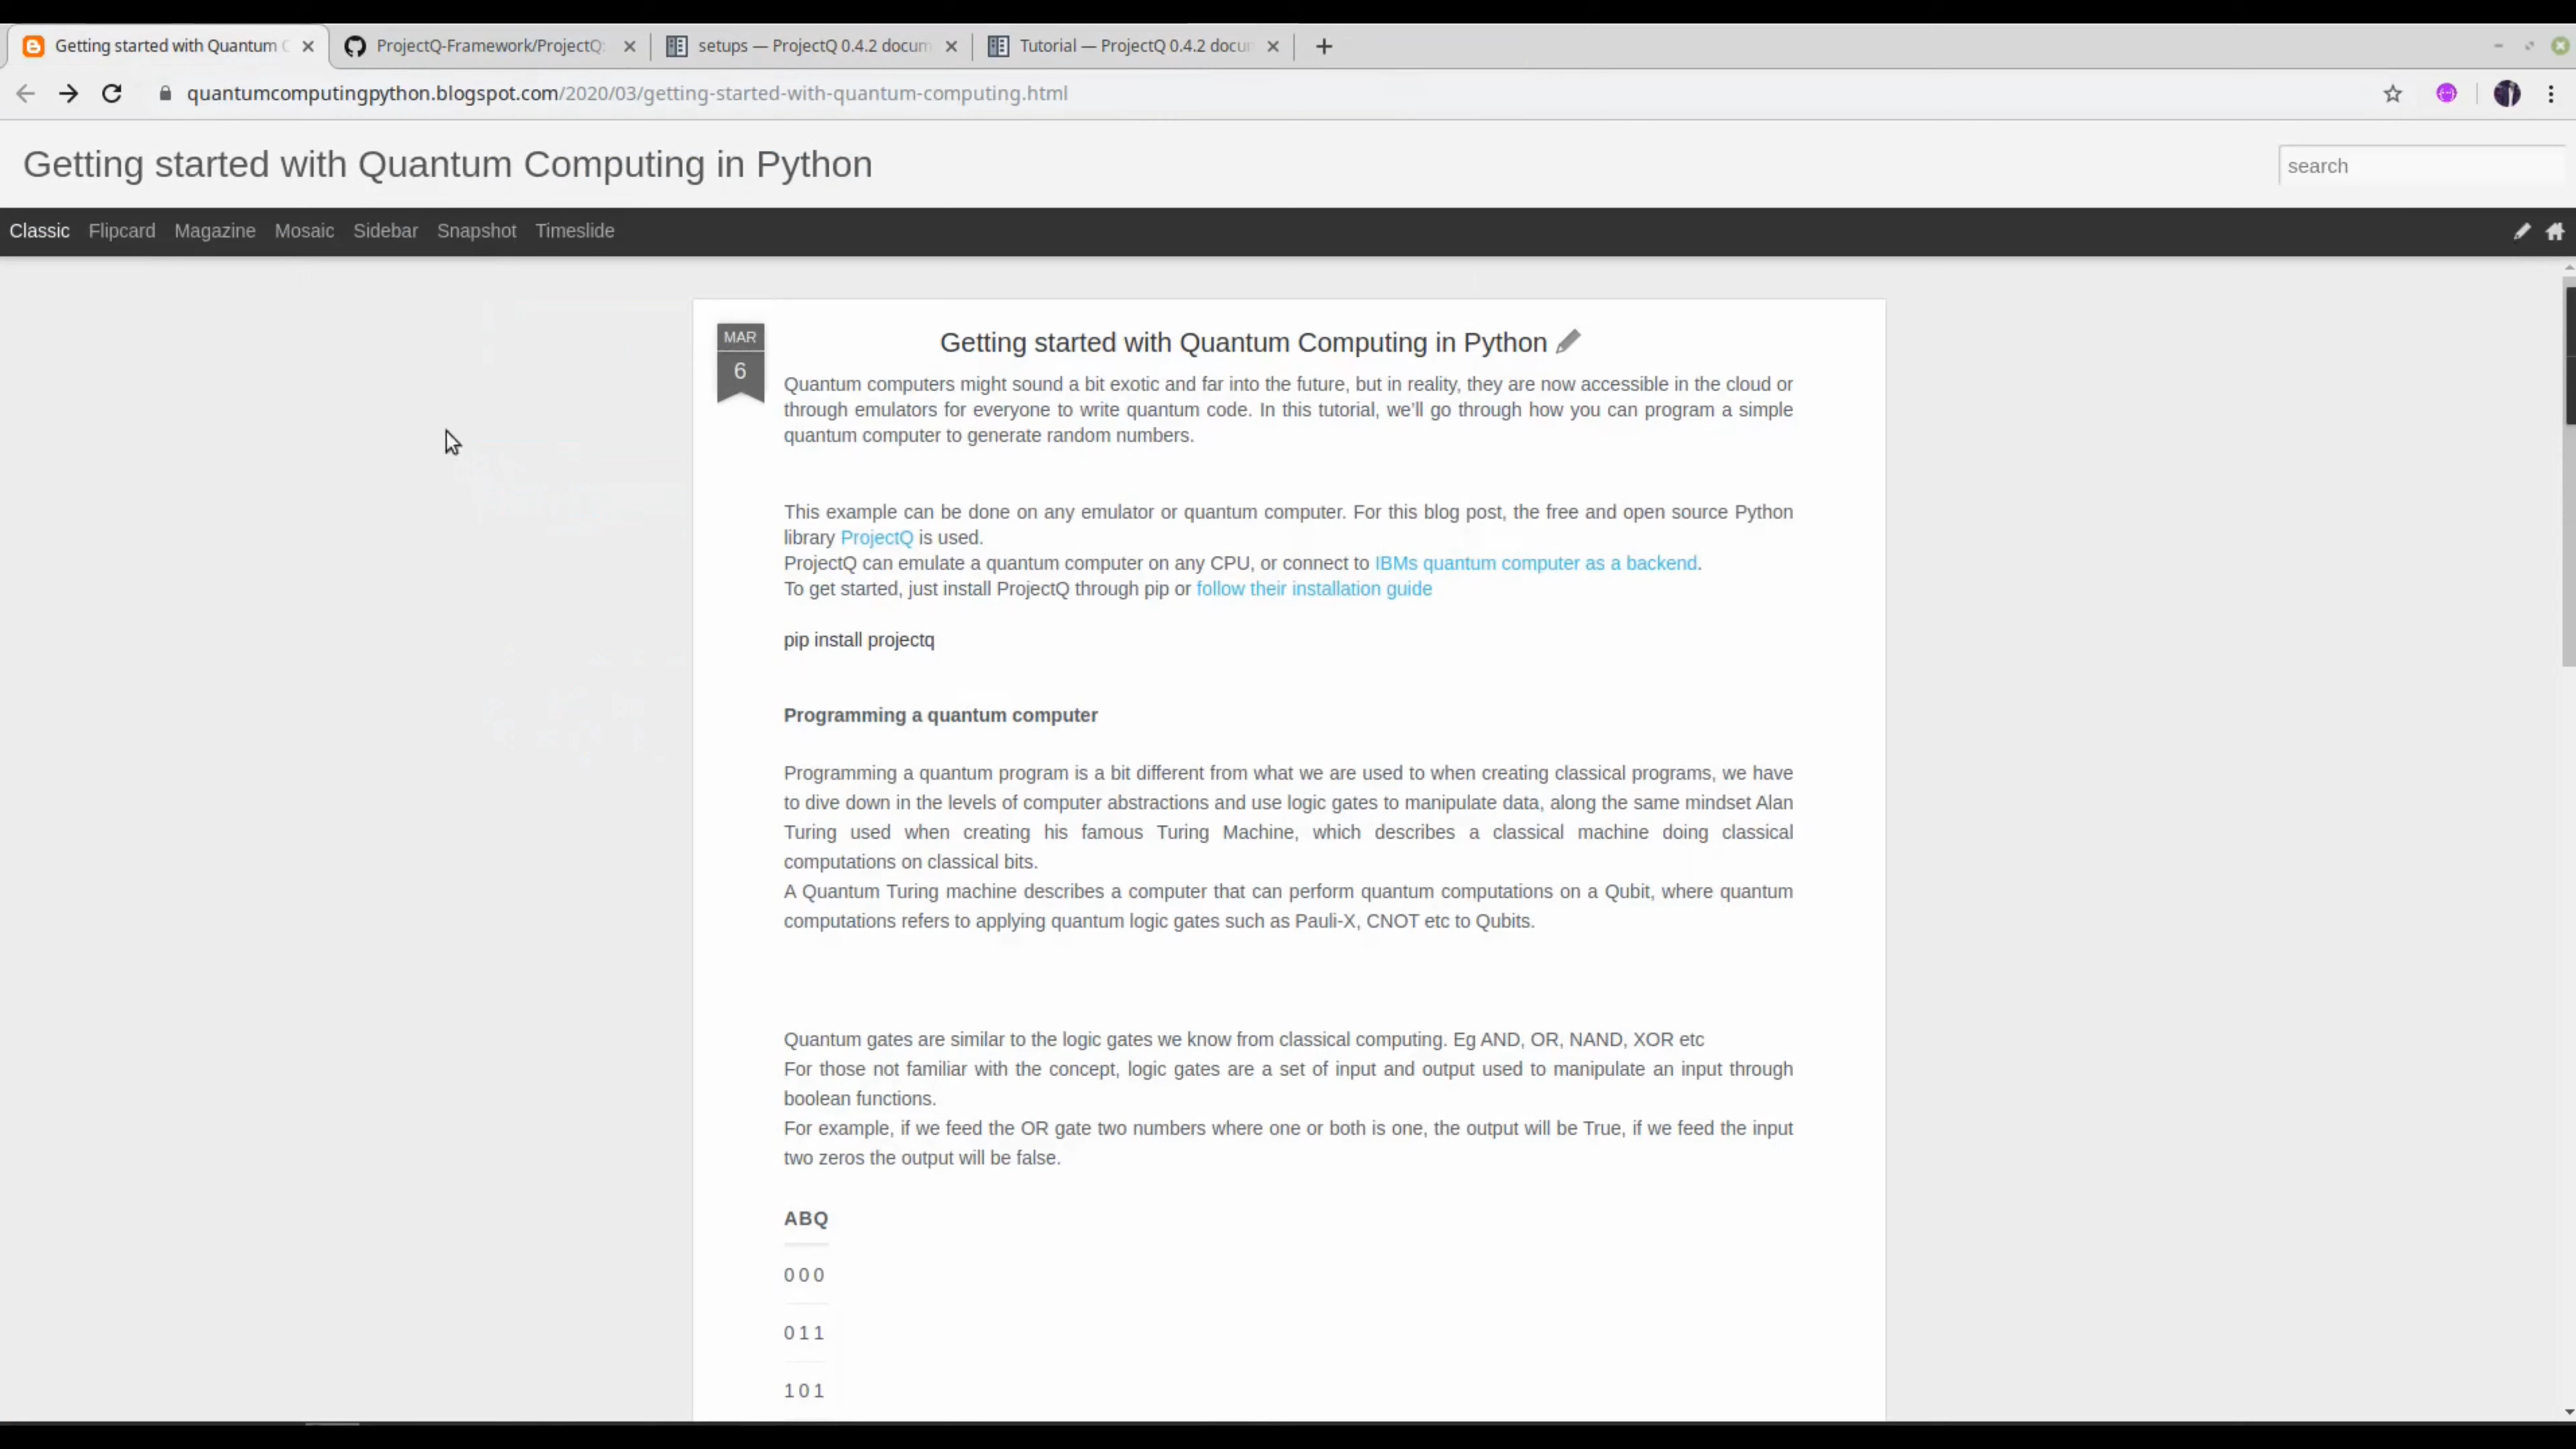 Getting started with Quantum C
ProjectQ-Framework/ProjectQ:
setups — ProjectQ 0.4.2 docum
Tutorial — ProjectQ 0.4.2 docu
quantumcomputingpython.blogspot.com/2020/03/getting-started-with-quantum-computing.html
Getting started with Quantum Computing in Python
search
Classic Flipcard Magazine Mosaic Sidebar Snapshot Timeslide
MAR
6
Getting started with Quantum Computing in Python
Quantum computers might sound a bit exotic and far into the future, but in reality, they are now accessible in the cloud or
through emulators for everyone to write quantum code. In this tutorial, we'll go through how you can program a simple
quantum computer to generate random numbers.
This example can be done on any emulator or quantum computer. For this blog post, the free and open source Python
library ProjectQ is used.
ProjectQ can emulate a quantum computer on any CPU, or connect to IBMs quantum computer as a backend.
To get started, just install ProjectQ through pip or follow their installation guide
pip install projectq
Programming a quantum computer
Programming a quantum program is a bit different from what we are used to when creating classical programs, we have
to dive down in the levels of computer abstractions and use logic gates to manipulate data, along the same mindset Alan
Turing used when creating his famous Turing Machine, which describes a classical machine doing classical
computations on classical bits.
A Quantum Turing machine describes a computer that can perform quantum computations on a Qubit, where quantum
computations refers to applying quantum logic gates such as Pauli-X, CNOT etc to Qubits.
Quantum gates are similar to the logic gates we know from classical computing. Eg AND, OR, NAND, XOR etc
For those not familiar with the concept, logic gates are a set of input and output used to manipulate an input through
boolean functions.
For example, if we feed the OR gate two numbers where one or both is one, the output will be True, if we feed the input
two zeros the output will be false.
A B Q
0 0 0
0 1 1
1 0 1